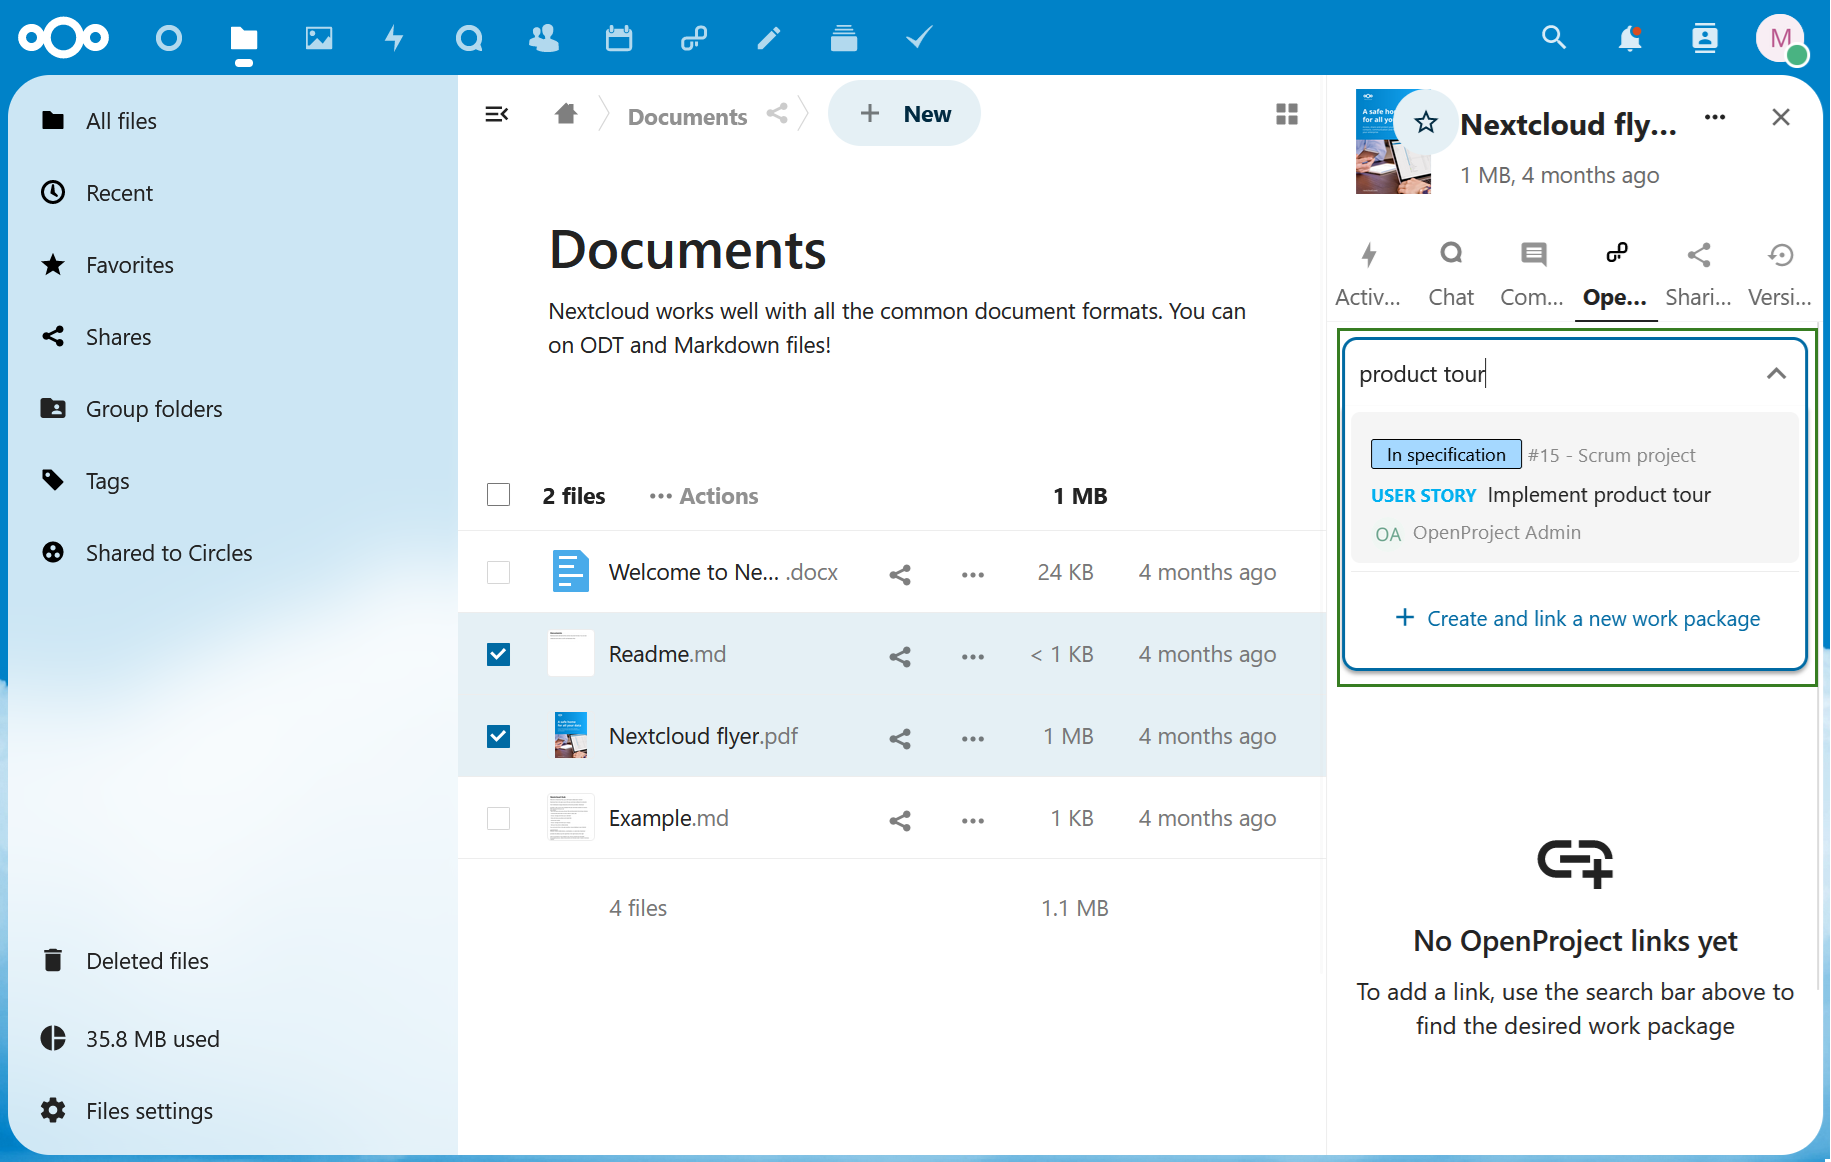 M
All files
Recent
Favorites
Shares
Group folders
Tags
Shared to Circles
Deleted files
35.8 MB used
Files settings
Documents
+ New
Documents
Nextcloud works well with all the common document formats. You can
on ODT and Markdown files!
2 files ••• Actions 1 MB
Welcome to Ne... .docx ••• 24 KB 4 months ago
Readme.md ••• < 1 KB 4 months ago
Nextcloud flyer.pdf ••• 1 MB 4 months ago
Example.md ••• 1 KB 4 months ago
4 files 1.1 MB
A safe ho
for all yo
Nextcloud fly...
1 MB, 4 months ago
Activ... Chat Com... Ope... Shari... Versi...
product tour
In specification #15 - Scrum project
USER STORY Implement product tour
OA OpenProject Admin
+ Create and link a new work package
No OpenProject links yet
To add a link, use the search bar above to
find the desired work package